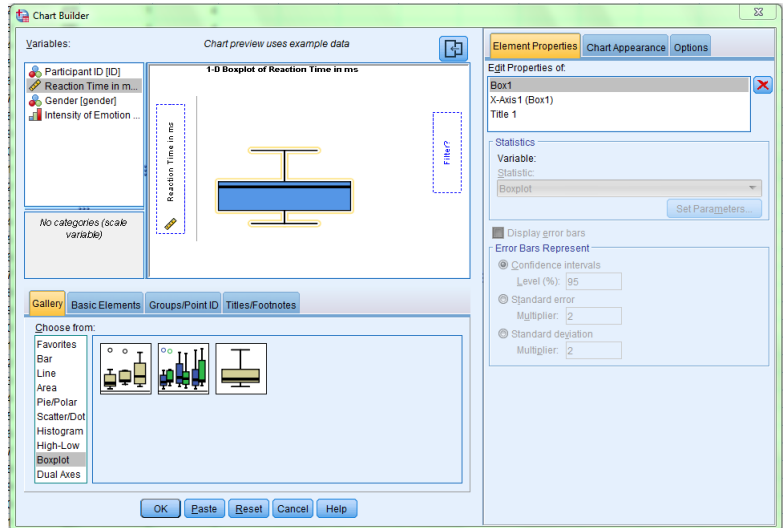 Chart Builder
Variables:
Chart preview uses example data
Participant ID [ID]
Reaction Time in m...
Gender [gender]
Intensity of Emotion ...
No categories (scale
variable)
1-D Boxplot of Reaction Time in ms
Reaction Time in ms
Filter?
Gallery Basic Elements Groups/Point ID Titles/Footnotes
Choose from:
Favorites
Bar
Line
Area
Pie/Polar
Scatter/Dot
Histogram
High-Low
Boxplot
Dual Axes
OK Paste Reset Cancel Help
Element Properties Chart Appearance Options
Edit Properties of:
Box1
X-Axis1 (Box1)
Title 1
Statistics
Variable:
Statistic:
Boxplot
Set Parameters...
Display error bars
Error Bars Represent
Confidence intervals
Level (%): 95
Standard error
Multiplier: 2
Standard deviation
Multiplier: 2